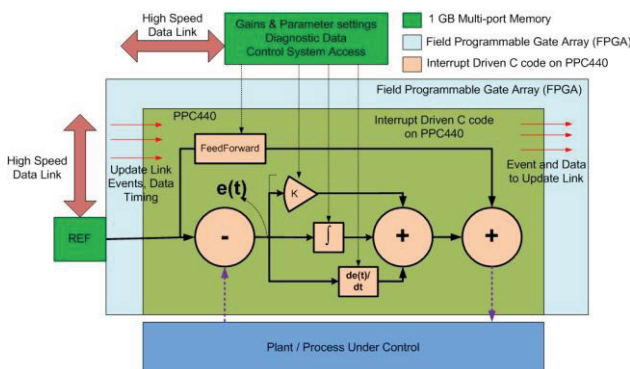 High Speed
Data Link
Gains & Parameter settings
Diagnostic Data
Control System Access
1 GB Multi-port Memory
Field Programmable Gate Array (FPGA)
Interrupt Driven C code on PPC440
Field Programmable Gate Array (FPGA)
PPC440
Interrupt Driven C code
on PPC440
FeedForward
High Speed
Data Link
Update Link
Events, Data
Timing
Event and Data
to Update Link
e(t)
K
REF
-
∫
+
+
de(t)/
dt
Plant / Process Under Control